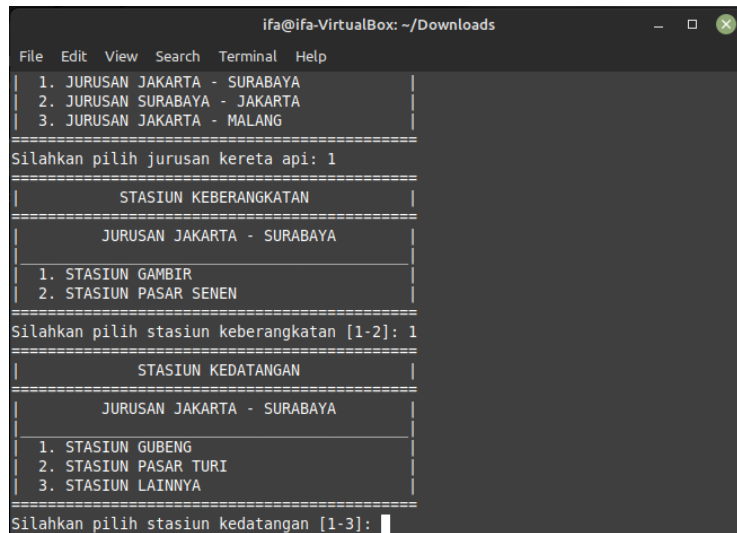 ifa@ifa-VirtualBox: ~/Downloads
File Edit View Search Terminal Help
| 1. JURUSAN JAKARTA - SURABAYA |
| 2. JURUSAN SURABAYA - JAKARTA |
| 3. JURUSAN JAKARTA - MALANG |
=============================================
Silahkan pilih jurusan kereta api: 1
=============================================
| STASIUN KEBERANGKATAN |
=============================================
| JURUSAN JAKARTA - SURABAYA |
|___________________________________________|
| 1. STASIUN GAMBIR |
| 2. STASIUN PASAR SENEN |
=============================================
Silahkan pilih stasiun keberangkatan [1-2]: 1
=============================================
| STASIUN KEDATANGAN |
=============================================
| JURUSAN JAKARTA - SURABAYA |
|___________________________________________|
| 1. STASIUN GUBENG |
| 2. STASIUN PASAR TURI |
| 3. STASIUN LAINNYA |
=============================================
Silahkan pilih stasiun kedatangan [1-3]: